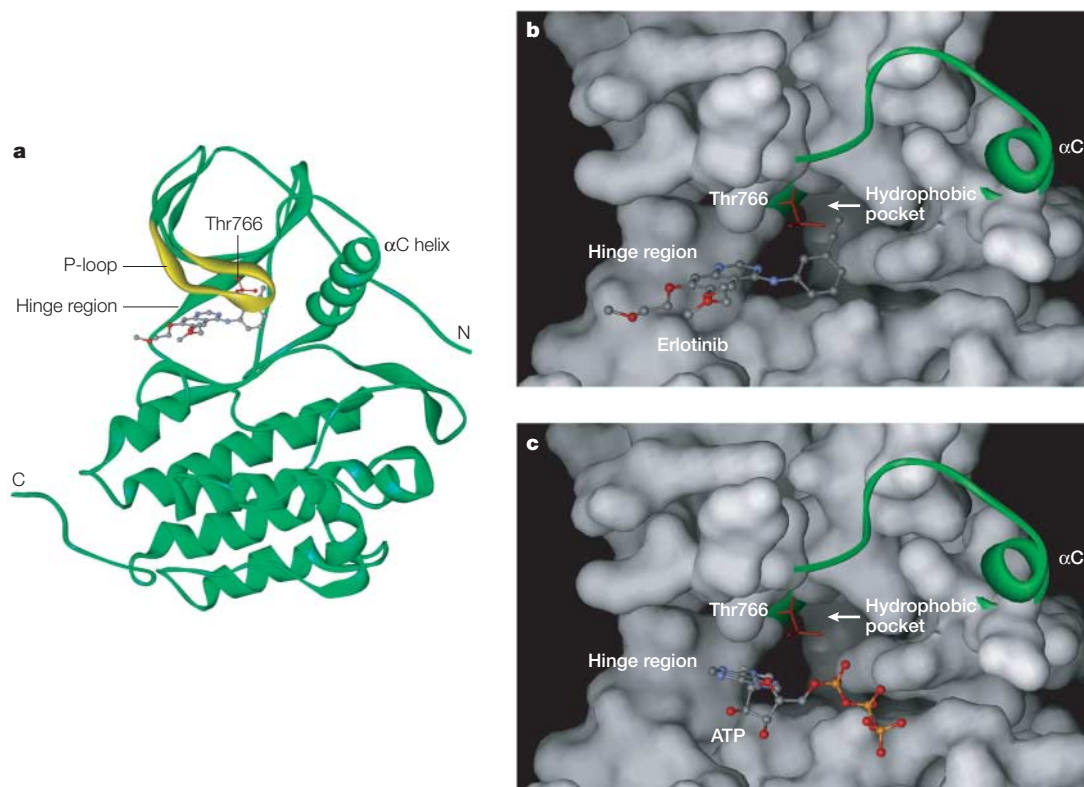 a
Thr766
αC helix
P-loop
Hinge region
N
C
b
αC
Thr766
Hydrophobic
pocket
Hinge region
Erlotinib
c
αC
Thr766
Hydrophobic
pocket
Hinge region
ATP